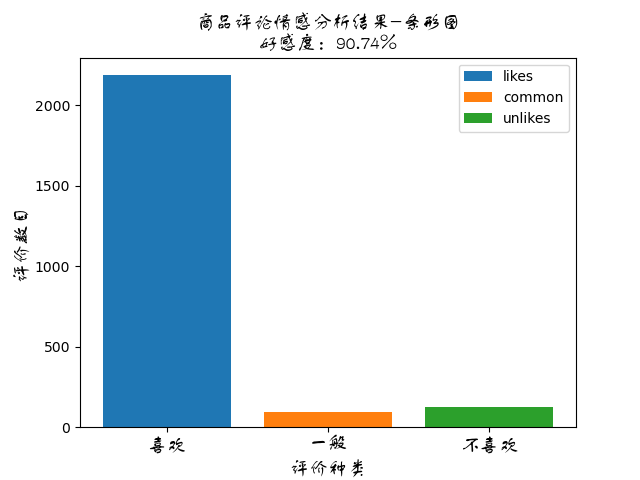 商品评论情感分析结果-条形图
好感度: 90.74%
likes
common
unlikes
2000
1500
1000
500
0
评价数目
喜欢 一般 不喜欢
评价种类